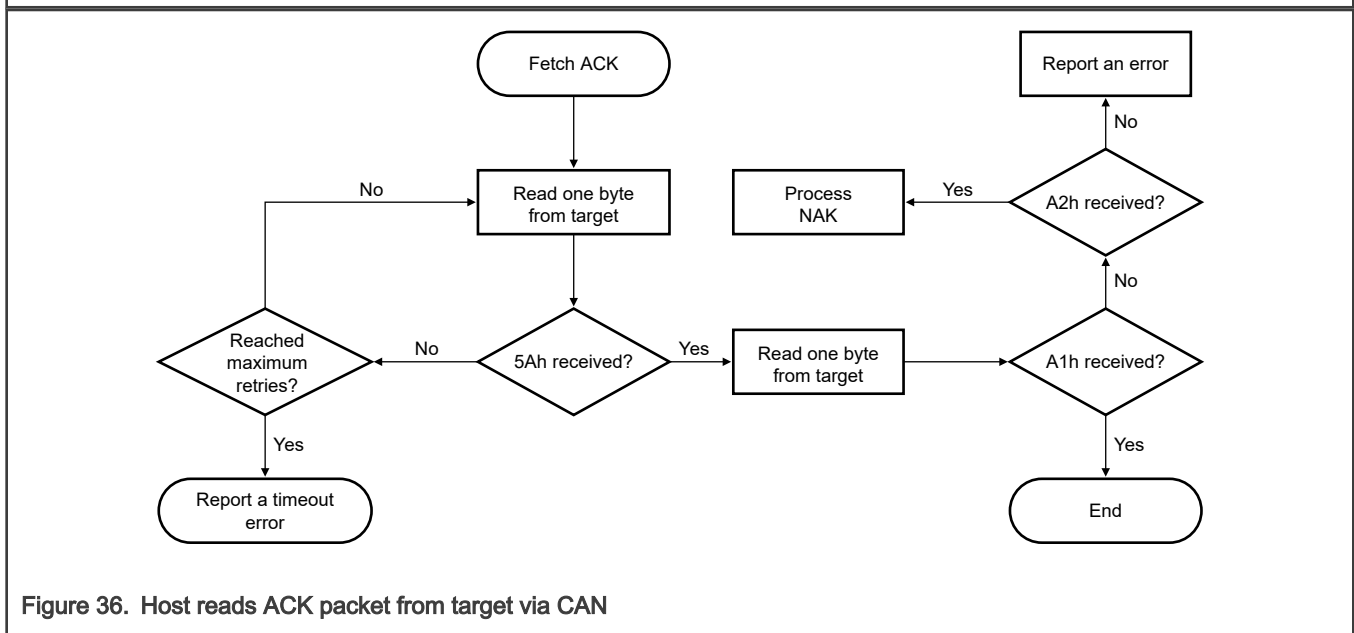 Fetch ACK
Report an error
No
No
Read one byte
from target
Process
NAK
Yes
A2h received?
No
Reached
maximum
retries?
No
5Ah received?
Yes
Read one byte
from target
A1h received?
Yes
Yes
Report a timeout
error
End
Figure 36. Host reads ACK packet from target via CAN